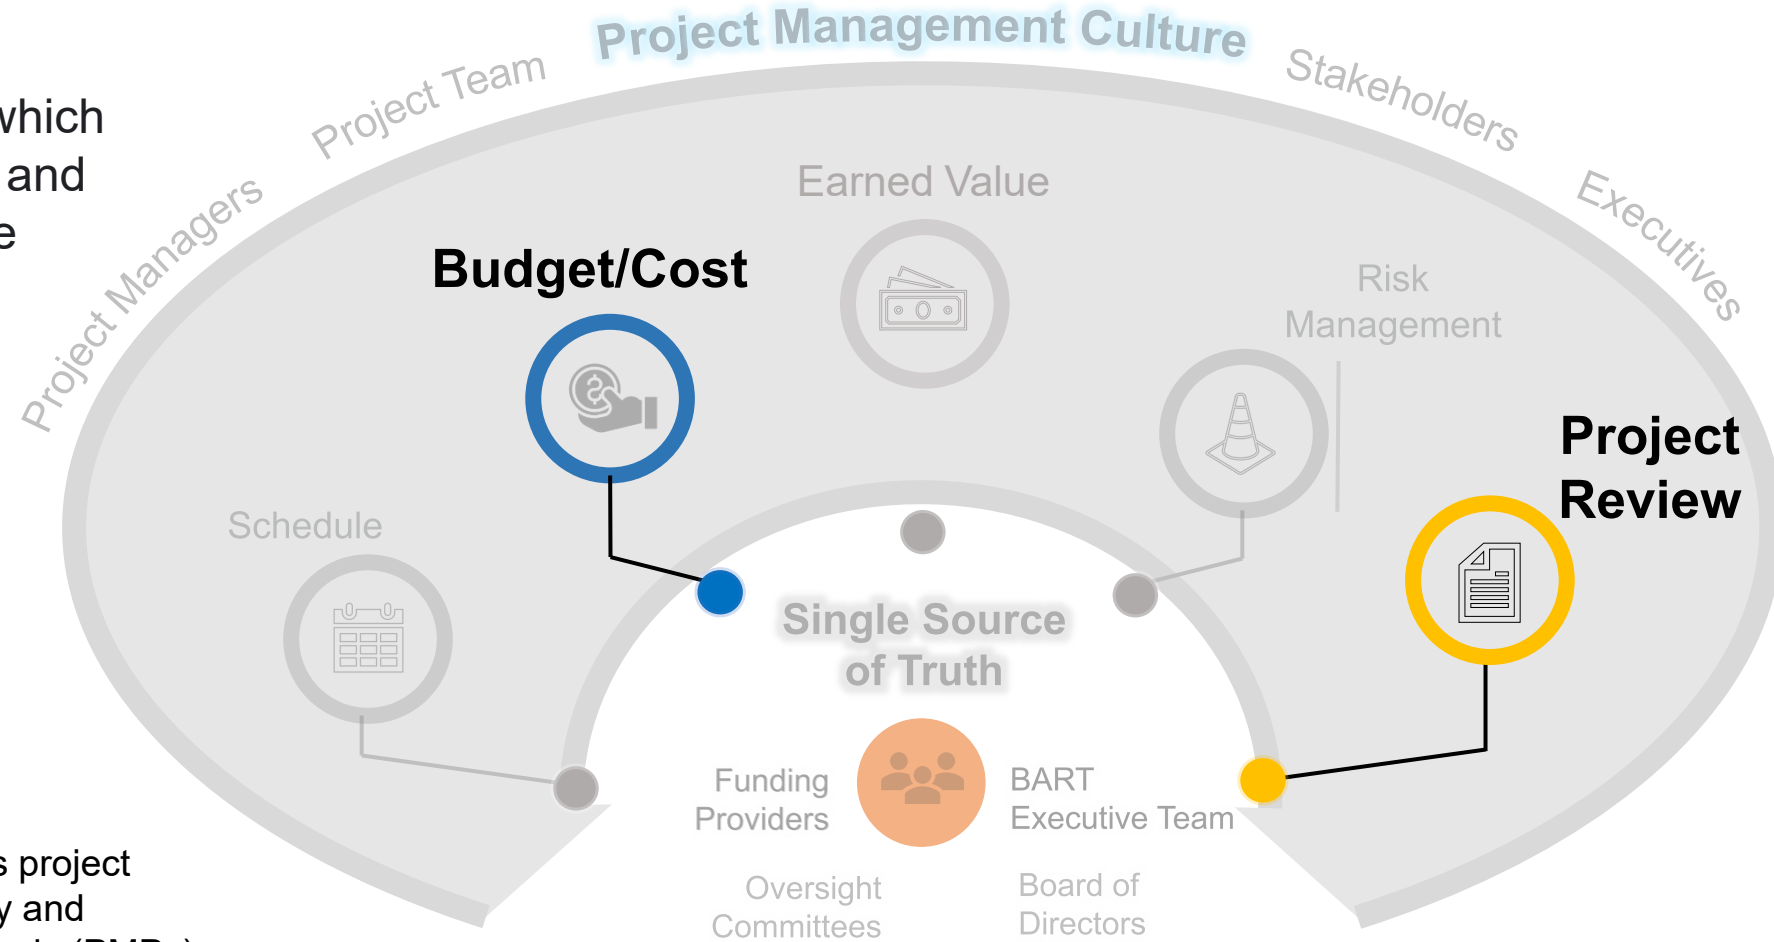 Project Management Culture
Project Managers
Project Team
Stakeholders
Executives
which
and
Earned Value
Budget/Cost
Risk
Management
Project
Review
Schedule
Single Source
of Truth
Funding
Providers
BART
Executive Team
Oversight
Committees
Board of
Directors
project
and